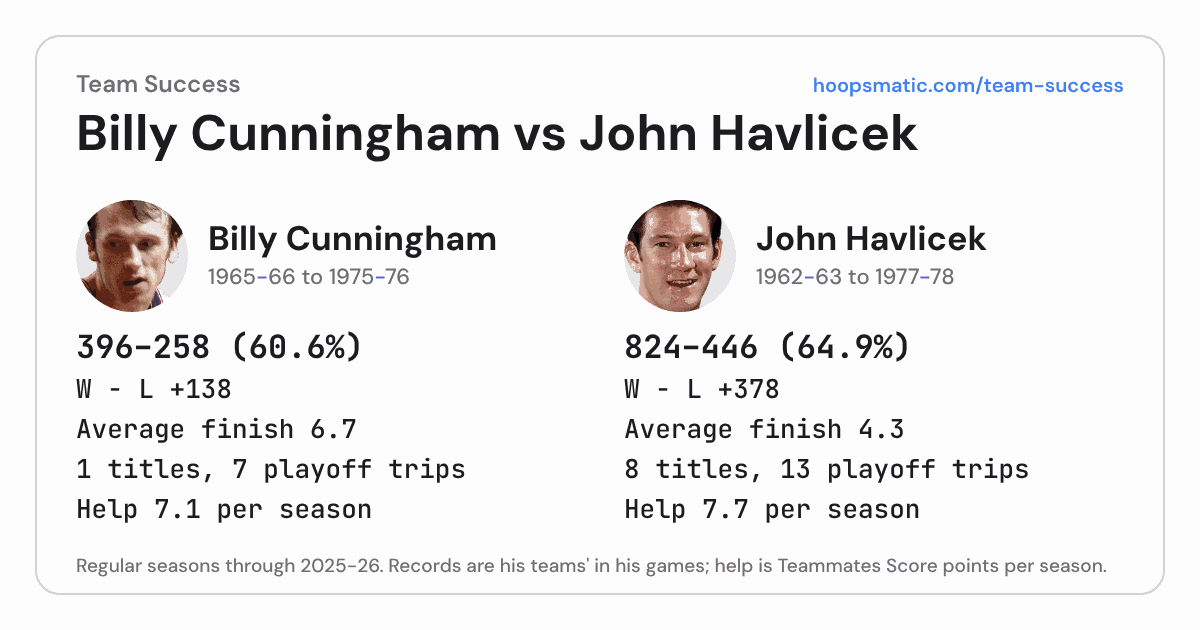 Team Success
hoopsmatic.com/team-success
Billy Cunningham vs John Havlicek
Billy Cunningham
1965–66 to 1975–76
396–258 (60.6%)
W - L +138
Average finish 6.7
1 titles, 7 playoff trips
Help 7.1 per season
John Havlicek
1962–63 to 1977–78
824–446 (64.9%)
W - L +378
Average finish 4.3
8 titles, 13 playoff trips
Help 7.7 per season
Regular seasons through 2025-26. Records are his teams' in his games; help is Teammates Score points per season.